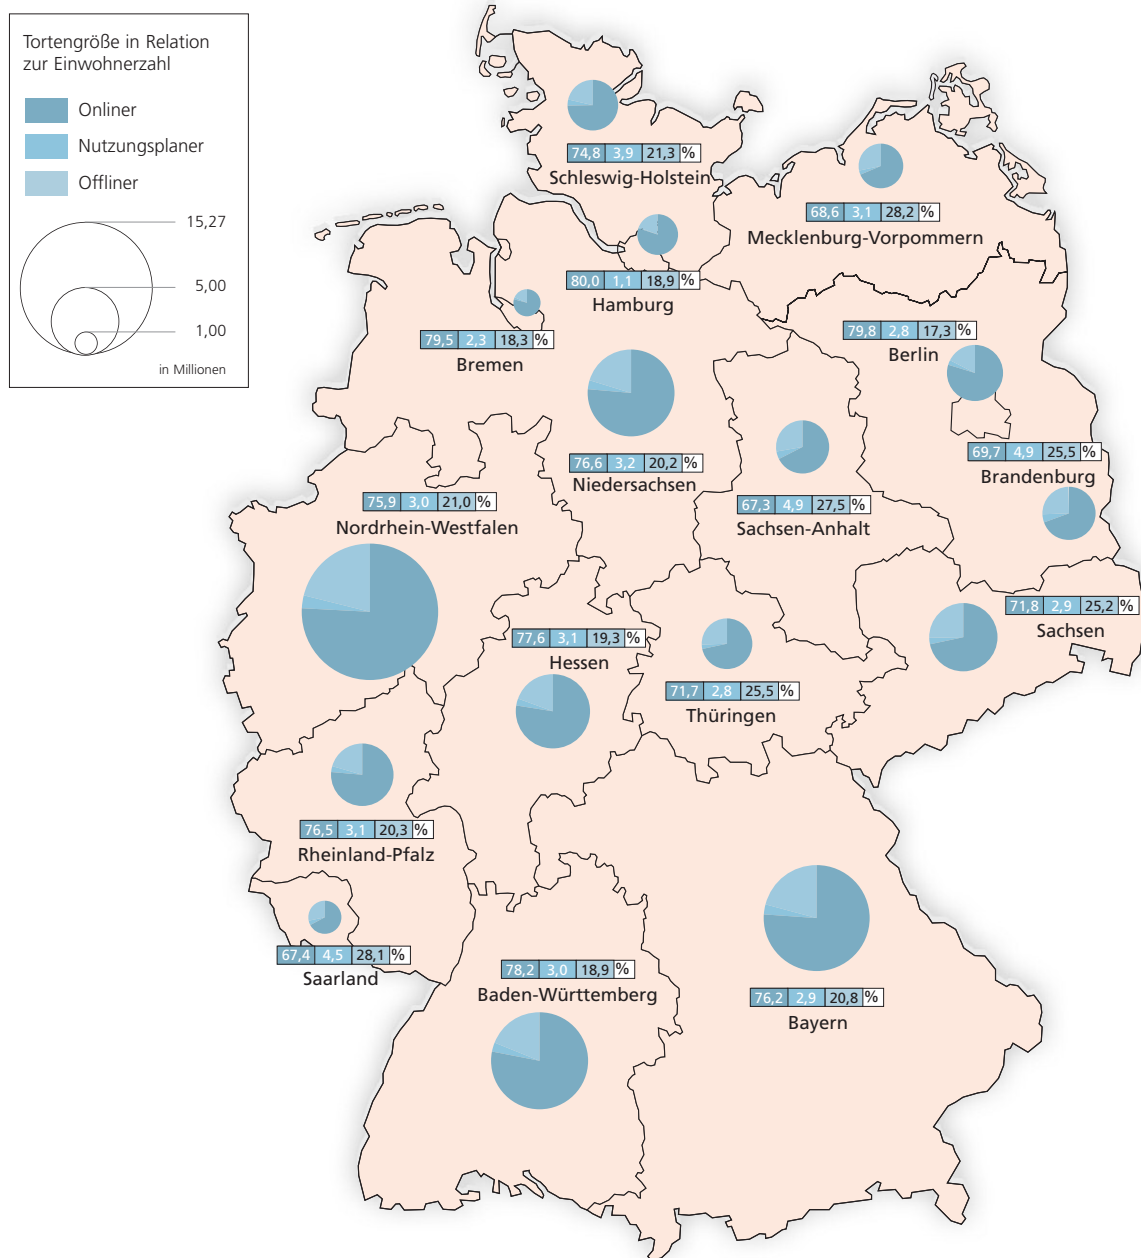 Tortengröße in Relation
zur Einwohnerzahl
Onliner
Nutzungsplaner
Offliner
15,27
5,00
1,00
in Millionen
74,8 3,9 21,3 %
Schleswig-Holstein
68,6 3,1 28,2 %
Mecklenburg-Vorpommern
80,0 1,1 18,9 %
Hamburg
79,5 2,3 18,3 %
Bremen
79,8 2,8 17,3 %
Berlin
76,6 3,2 20,2 %
Niedersachsen
69,7 4,9 25,5 %
Brandenburg
75,9 3,0 21,0 %
Nordrhein-Westfalen
67,3 4,9 27,5 %
Sachsen-Anhalt
71,8 2,9 25,2 %
Sachsen
77,6 3,1 19,3 %
Hessen
71,7 2,8 25,5 %
Thüringen
76,5 3,1 20,3 %
Rheinland-Pfalz
67,4 4,5 28,1 %
Saarland
78,2 3,0 18,9 %
Baden-Württemberg
76,2 2,9 20,8 %
Bayern